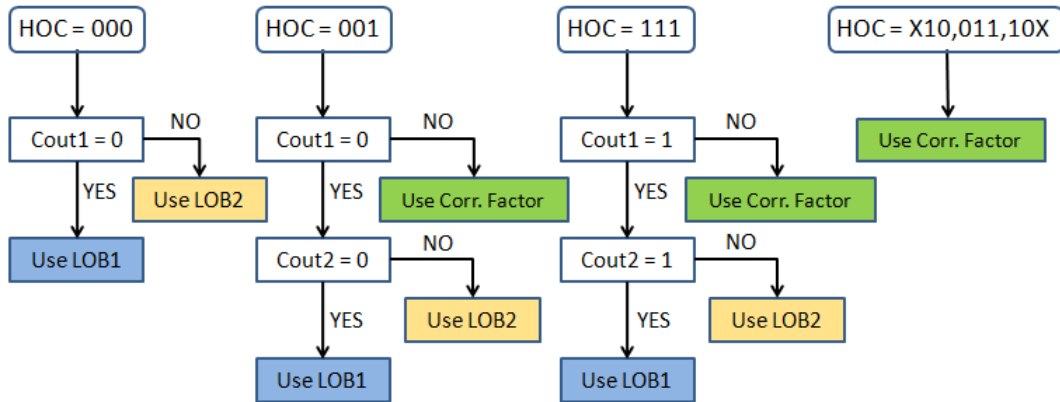 HOC = 000
HOC = 001
HOC = 111
HOC = X10,011,10X
Cout1 = 0
NO
Cout1 = 0
NO
Cout1 = 1
NO
Use Corr. Factor
YES
Use LOB2
YES
Use Corr. Factor
YES
Use Corr. Factor
Use LOB1
Cout2 = 0
NO
Cout2 = 1
NO
YES
Use LOB2
YES
Use LOB2
Use LOB1
Use LOB1